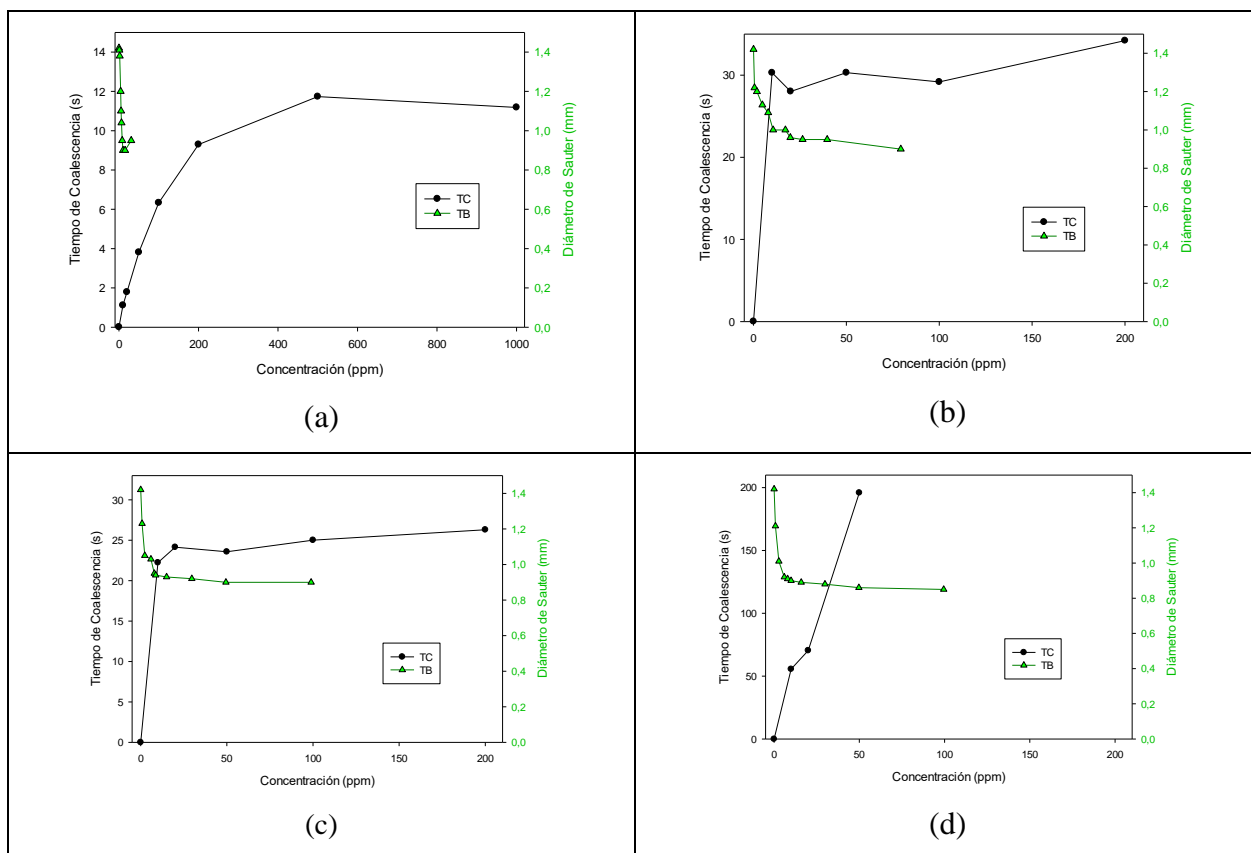 14
12
10
8
6
4
2
0
Tiempo de Coalescencia (s)
1,4
1,2
1,0
0,8
0,6
0,4
0,2
0,0
Diámetro de Sauter (mm)
TC
TB
0 200 400 600 800 1000
Concentración (ppm)
(a)
30
20
10
0
Tiempo de Coalescencia (s)
1,4
1,2
1,0
0,8
0,6
0,4
0,2
0,0
Diámetro de Sauter (mm)
TC
TB
0 50 100 150 200
Concentración (ppm)
(b)
30
25
20
15
10
5
0
Tiempo de Coalescencia (s)
1,4
1,2
1,0
0,8
0,6
0,4
0,2
0,0
Diámetro de Sauter (mm)
TC
TB
0 50 100 150 200
Concentración (ppm)
(c)
200
150
100
50
0
Tiempo de Coalescencia (s)
1,4
1,2
1,0
0,8
0,6
0,4
0,2
0,0
Diámetro de Sauter (mm)
TC
TB
0 50 100 150 200
Concentración (ppm)
(d)